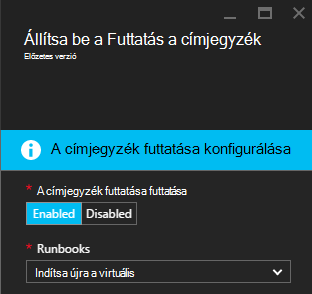 Állítsa be a Futtatás a címjegyzék
Előzetes verzió
A címjegyzék futtatása konfigurálása
* A címjegyzék futtatása futtatása
Enabled Disabled
* Runbooks
Indítsa újra a virtuális